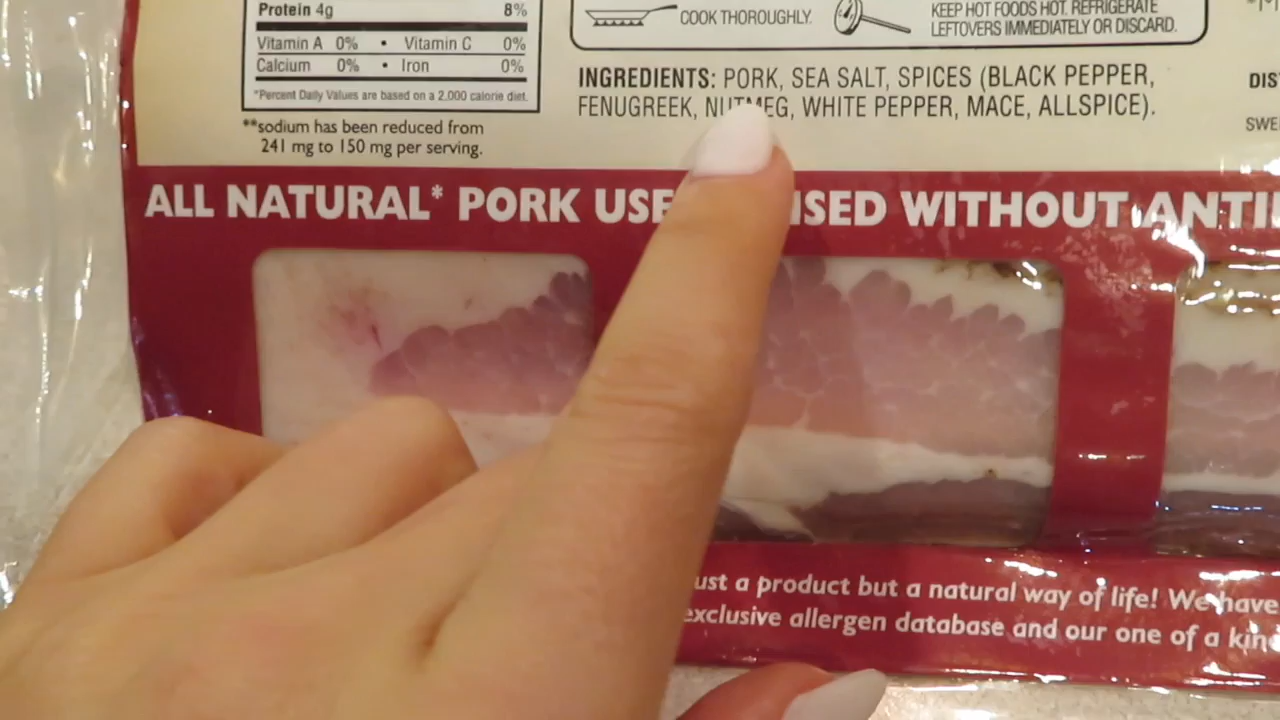 Protein 4g 8%
Vitamin A 0% • Vitamin C 0%
Calcium 0% • Iron 0%
*Percent Daily Values are based on a 2,000 calorie diet.
**sodium has been reduced from
241 mg to 150 mg per serving.
COOK THOROUGHLY.
KEEP HOT FOODS HOT. REFRIGERATE
LEFTOVERS IMMEDIATELY OR DISCARD.
INGREDIENTS: PORK, SEA SALT, SPICES (BLACK PEPPER,
FENUGREEK, NUTMEG, WHITE PEPPER, MACE, ALLSPICE).
DIS
SWE
ALL NATURAL* PORK USE ISED WITHOUT ANTI
ust a product but a natural way of life! We have
exclusive allergen database and our one of a kin